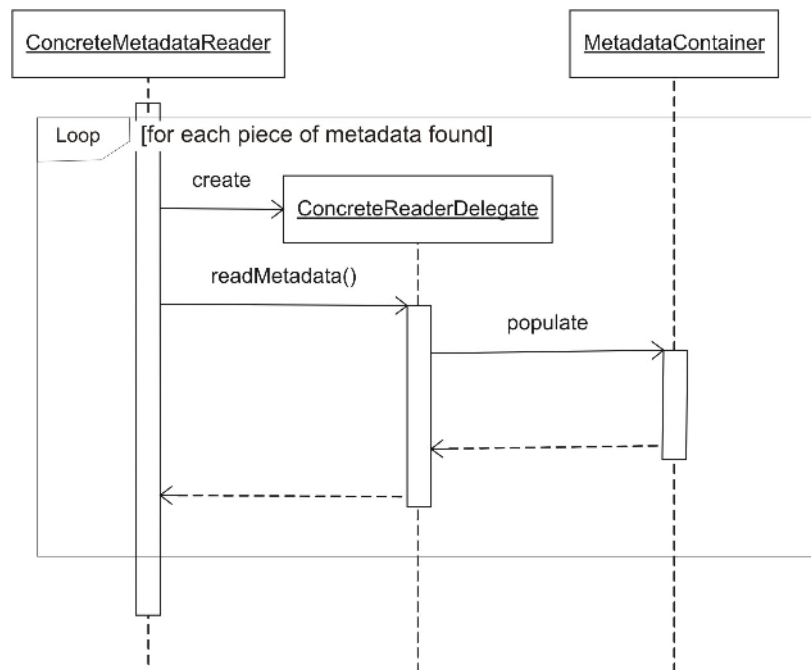 ConcreteMetadataReader
MetadataContainer
Loop
[for each piece of metadata found]
create
ConcreteReaderDelegate
readMetadata()
populate